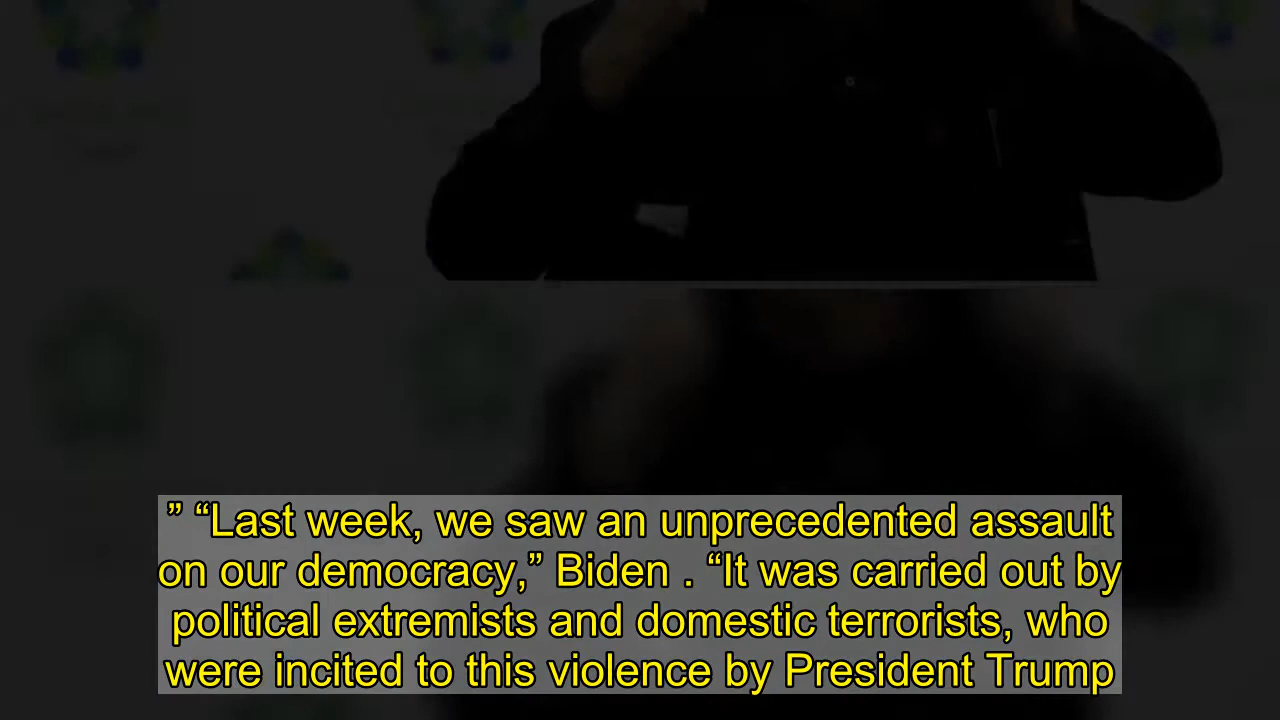 ” “Last week, we saw an unprecedented assault
on our democracy,” Biden . “It was carried out by
political extremists and domestic terrorists, who
were incited to this violence by President Trump